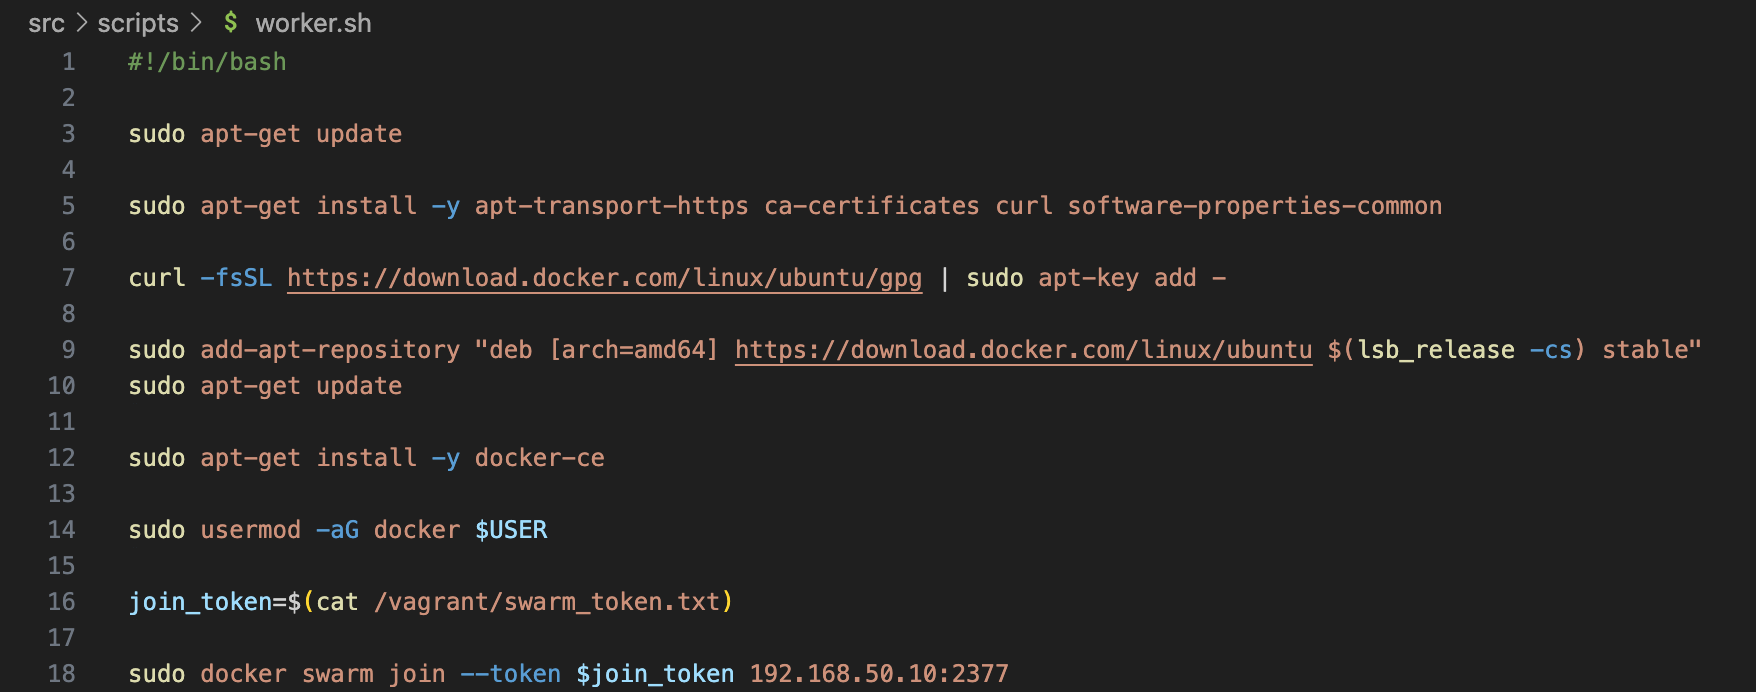 src > scripts > $ worker.sh
1 #!/bin/bash
2
3 sudo apt-get update
4
5 sudo apt-get install -y apt-transport-https ca-certificates curl software-properties-common
6
7 curl -fsSL https://download.docker.com/linux/ubuntu/gpg | sudo apt-key add -
8
9 sudo add-apt-repository "deb [arch=amd64] https://download.docker.com/linux/ubuntu $(lsb_release -cs) stable"
10 sudo apt-get update
11
12 sudo apt-get install -y docker-ce
13
14 sudo usermod -aG docker $USER
15
16 join_token=$(cat /vagrant/swarm_token.txt)
17
18 sudo docker swarm join --token $join_token 192.168.50.10:2377